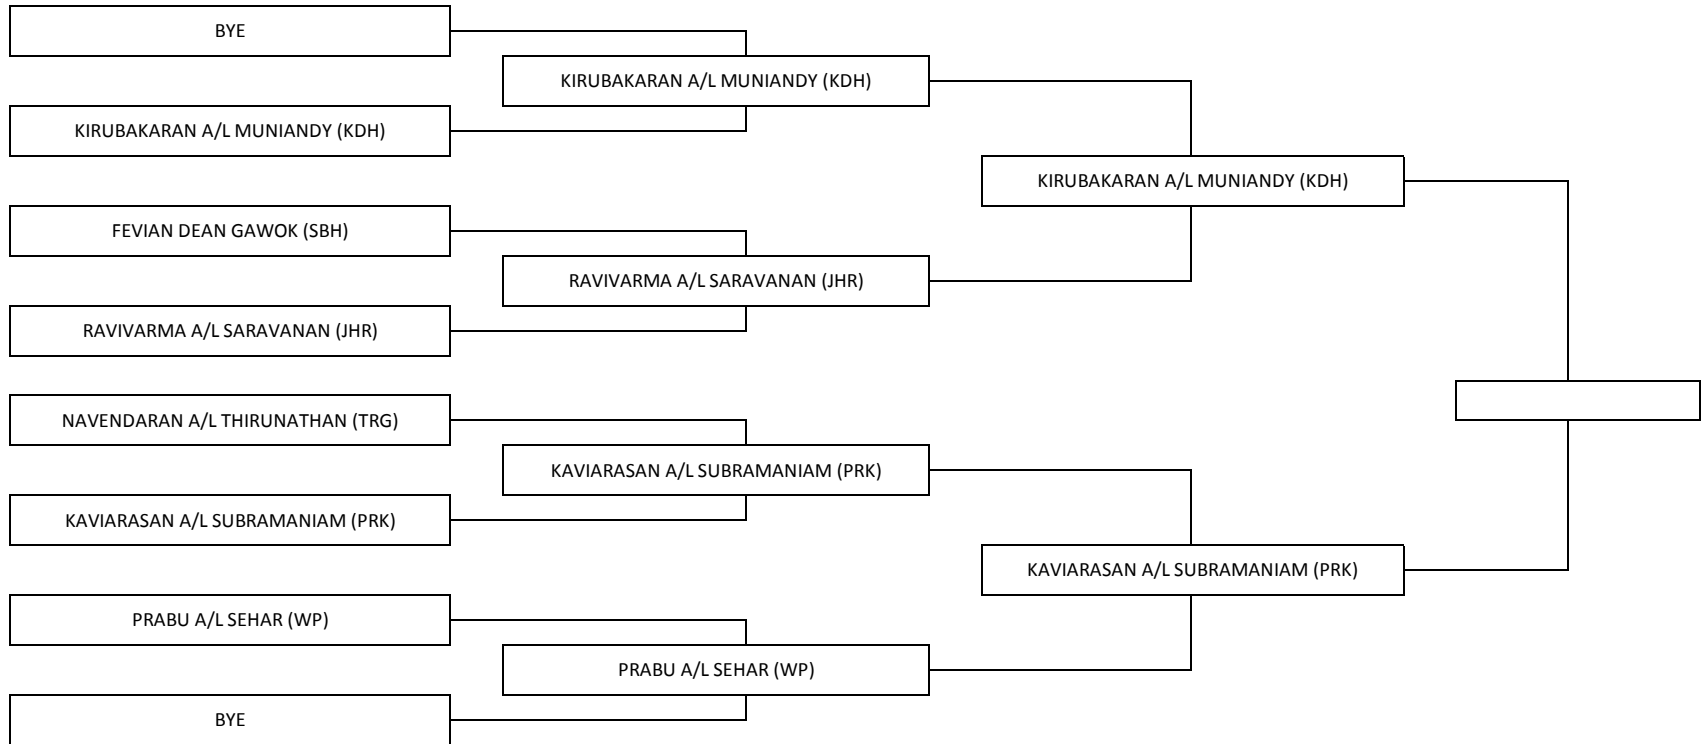 BYE
KIRUBAKARAN A/L MUNIANDY (KDH)
KIRUBAKARAN A/L MUNIANDY (KDH)
KIRUBAKARAN A/L MUNIANDY (KDH)
FEVIAN DEAN GAWOK (SBH)
RAVIVARMA A/L SARAVANAN (JHR)
RAVIVARMA A/L SARAVANAN (JHR)
NAVENDARAN A/L THIRUNATHAN (TRG)
KAVIARASAN A/L SUBRAMANIAM (PRK)
KAVIARASAN A/L SUBRAMANIAM (PRK)
KAVIARASAN A/L SUBRAMANIAM (PRK)
PRABU A/L SEHAR (WP)
PRABU A/L SEHAR (WP)
BYE